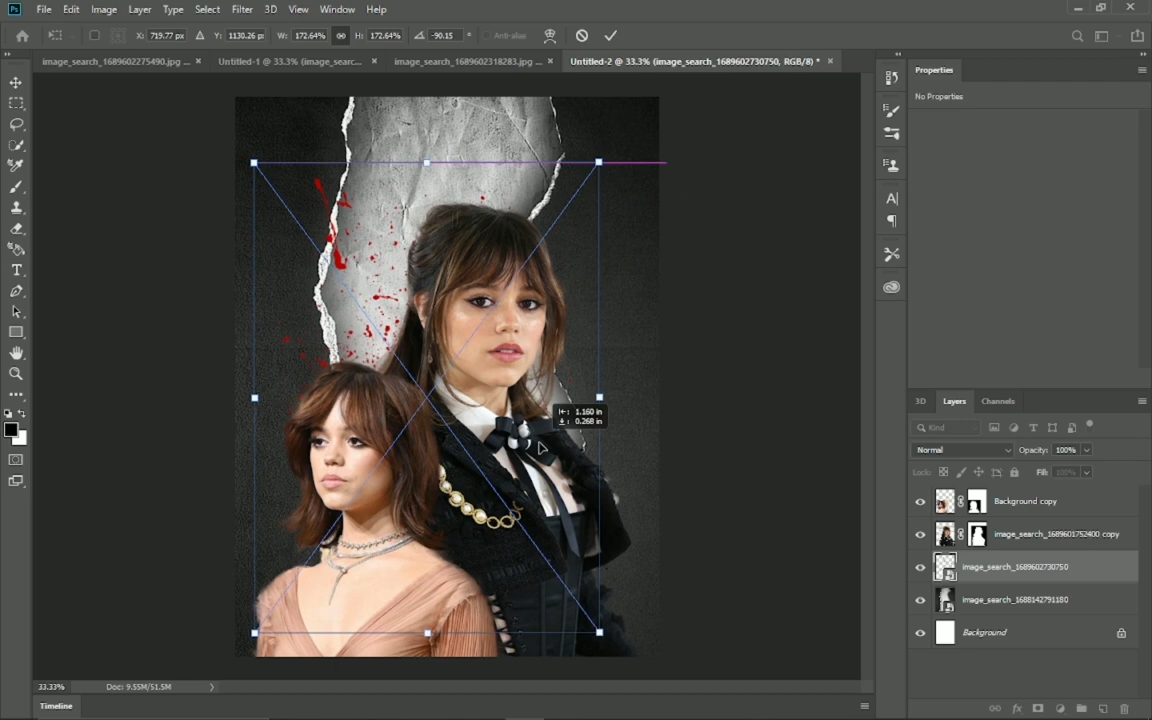 Ps File Edit Image Layer Type Select Filter 3D View Window Help
X: 719.77 px Y: 1130.26 px W: 172.64% H: 172.64% -90.15 ° Anti-alias
image_search_1689602275490.jpg ... × Untitled-1 @ 33.3% (image_searc... × image_search_1689602318283.jpg ... × Untitled-2 @ 33.3% (image_search_1689602730750, RGB/8) * ×
Properties
No Properties
1.160 in
0.268 in
3D Layers Channels
Kind
Normal Opacity: 100%
Lock: Fill: 100%
Background copy
image_search_1689601752400 copy
image_search_1689602730750
image_search_1688142791180
Background
33.33% Doc: 9.55M/51.5M
Timeline